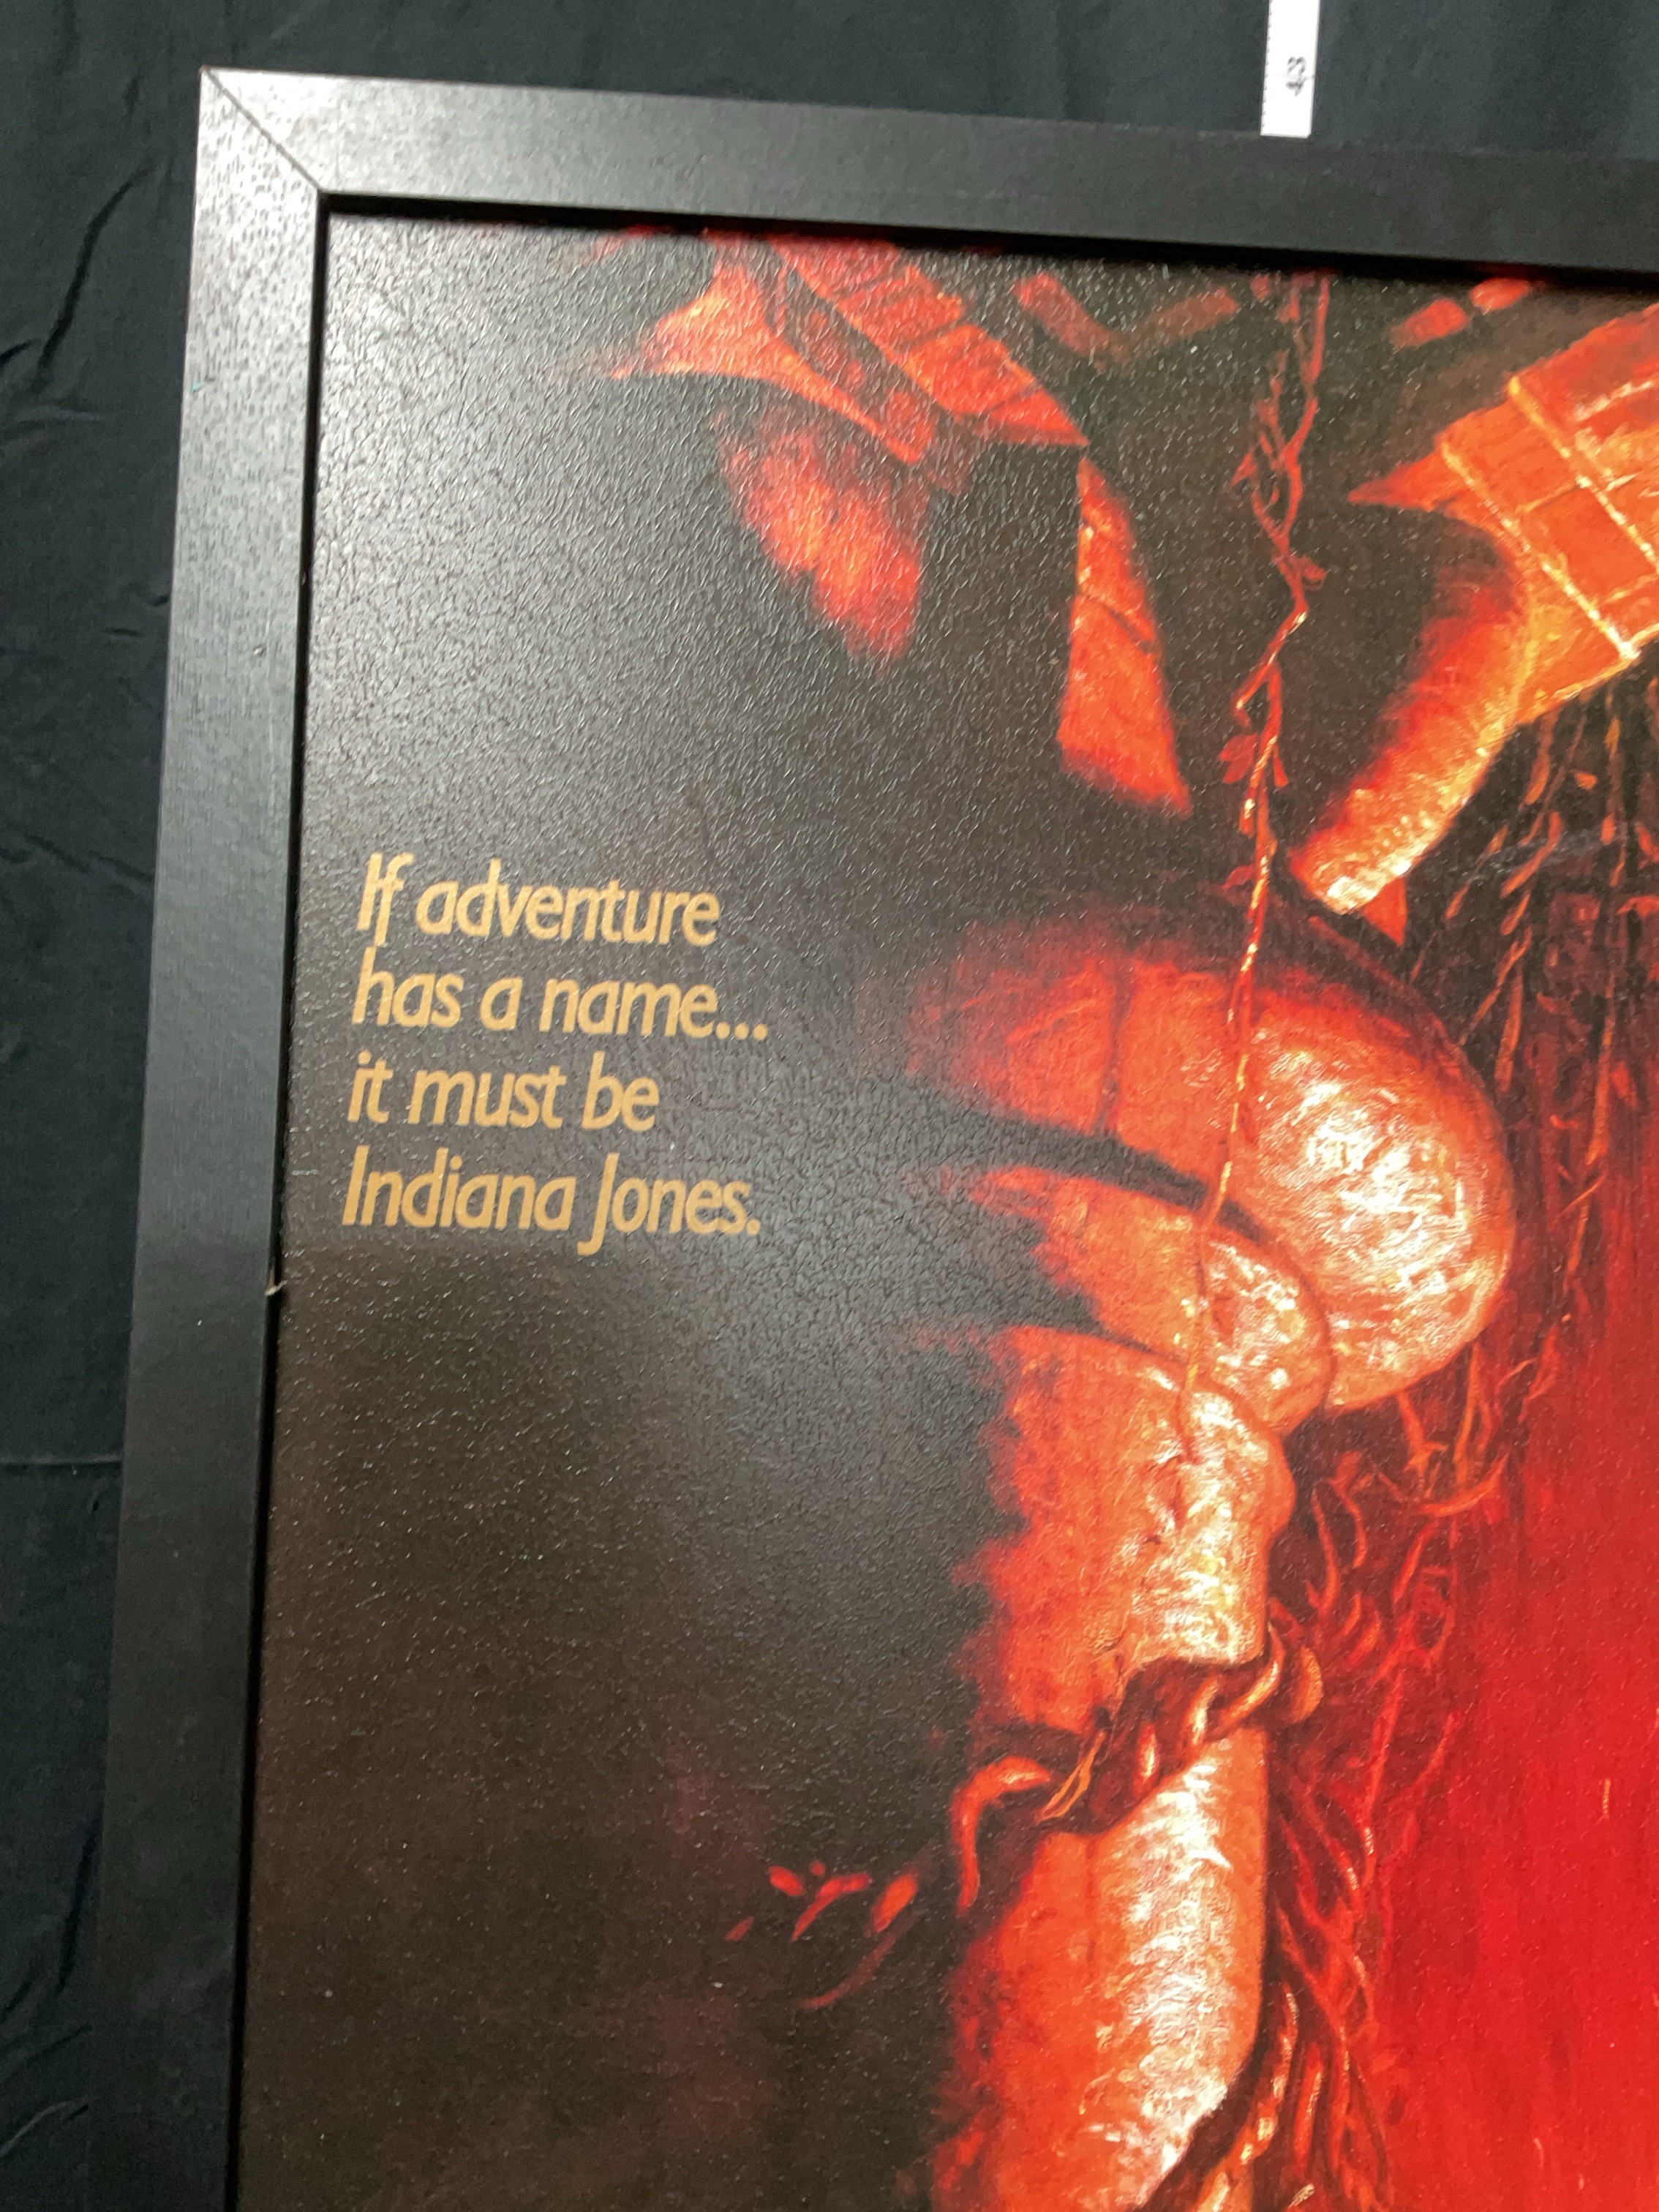 43
If adventure
has a name...
it must be
Indiana Jones.